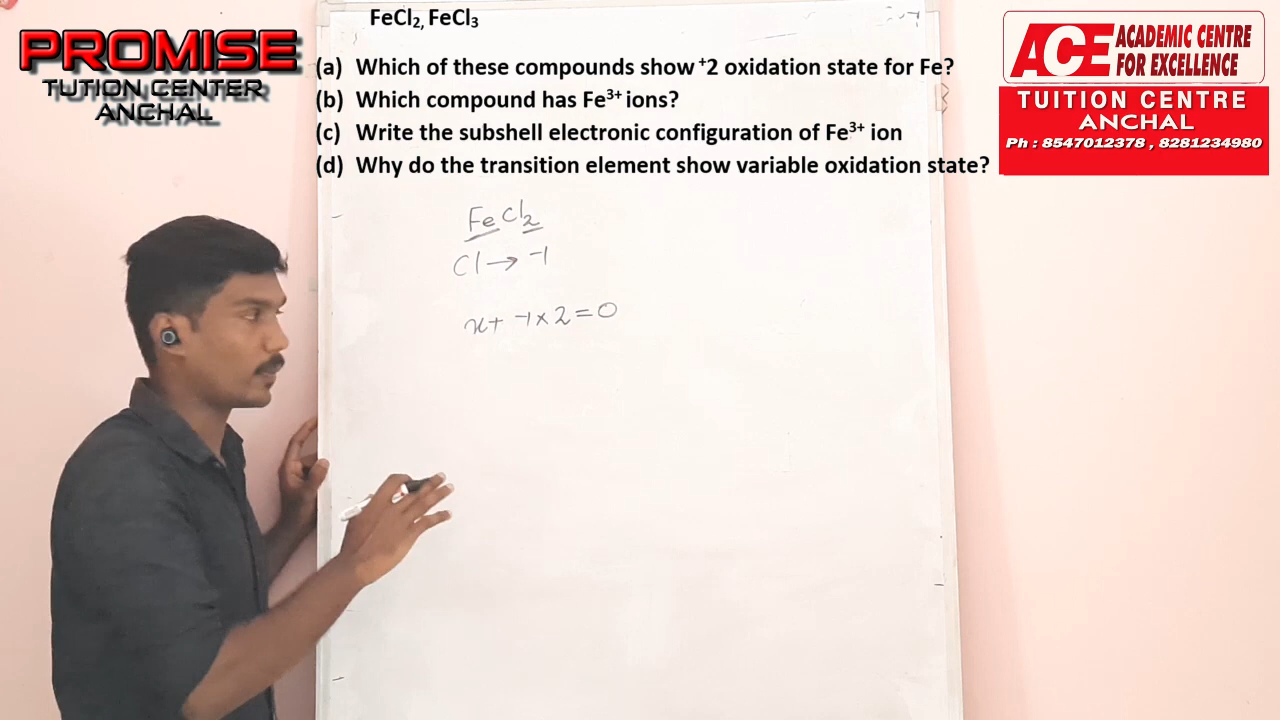 FeCl₂, FeCl₃
PROMISE
TUTION CENTER
ANCHAL
ACE ACADEMIC CENTRE
FOR EXCELLENCE
TUITION CENTRE
ANCHAL
Ph : 8547012378 , 8281234980
(a) Which of these compounds show ⁺2 oxidation state for Fe?
(b) Which compound has Fe³⁺ ions?
(c) Write the subshell electronic configuration of Fe³⁺ ion
(d) Why do the transition element show variable oxidation state?
FeCl₂
Cl → -1
x + -1 × 2 = 0